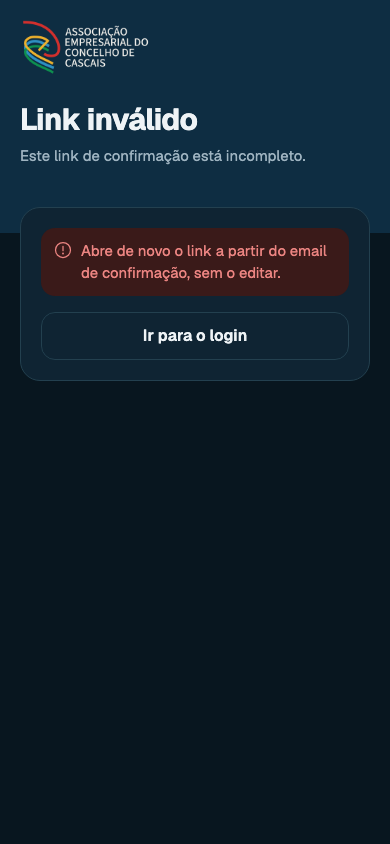 ASSOCIAÇÃO
EMPRESARIAL DO
CONCELHO DE
CASCAIS
Link inválido
Este link de confirmação está incompleto.
Abre de novo o link a partir do email
de confirmação, sem o editar.
Ir para o login